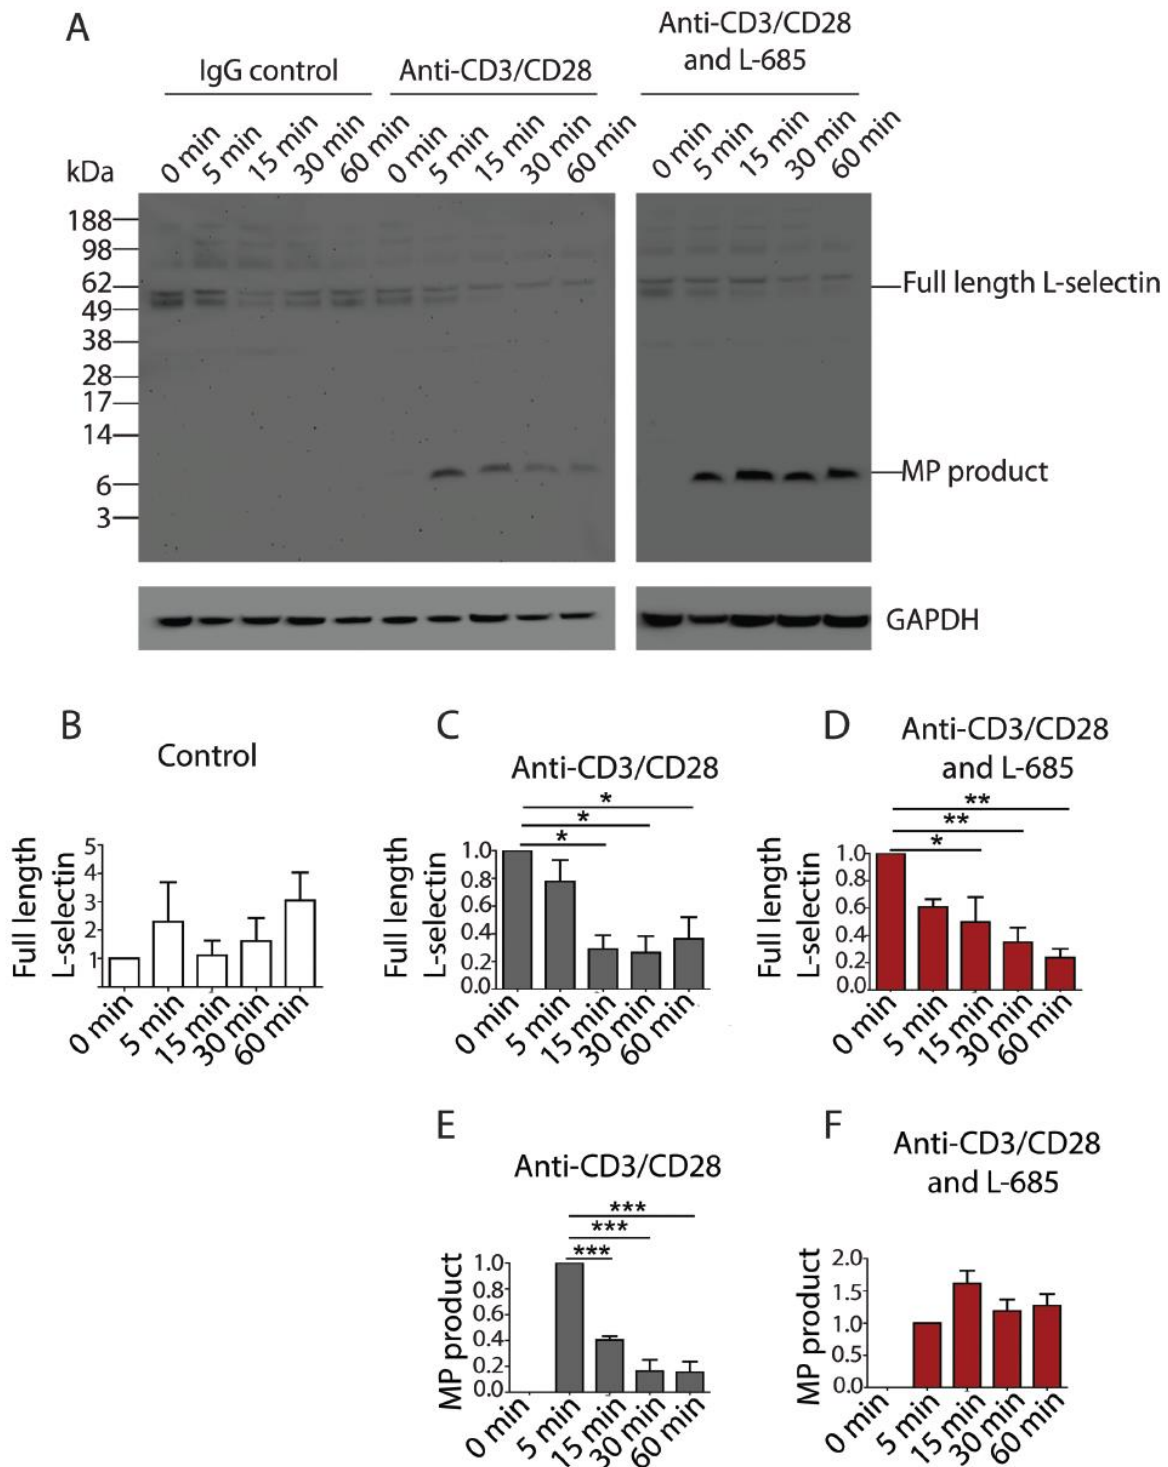 A
IgG control
Anti-CD3/CD28
Anti-CD3/CD28
and L-685
kDa
0 min
5 min
15 min
30 min
60 min
0 min
5 min
15 min
30 min
60 min
0 min
5 min
15 min
30 min
60 min
188
98
62
49
38
28
17
14
6
3
Full length L-selectin
MP product
GAPDH
B
Control
Full length
L-selectin
5
4
3
2
1
0 min
5 min
15 min
30 min
60 min
C
Anti-CD3/CD28
*
*
*
Full length
L-selectin
1.0
0.8
0.6
0.4
0.2
0.0
0 min
5 min
15 min
30 min
60 min
D
Anti-CD3/CD28
and L-685
**
**
*
Full length
L-selectin
1.0
0.8
0.6
0.4
0.2
0.0
0 min
5 min
15 min
30 min
60 min
E
Anti-CD3/CD28
***
***
***
MP product
1.0
0.8
0.6
0.4
0.2
0.0
0 min
5 min
15 min
30 min
60 min
F
Anti-CD3/CD28
and L-685
MP product
2.0
1.5
1.0
0.5
0.0
0 min
5 min
15 min
30 min
60 min